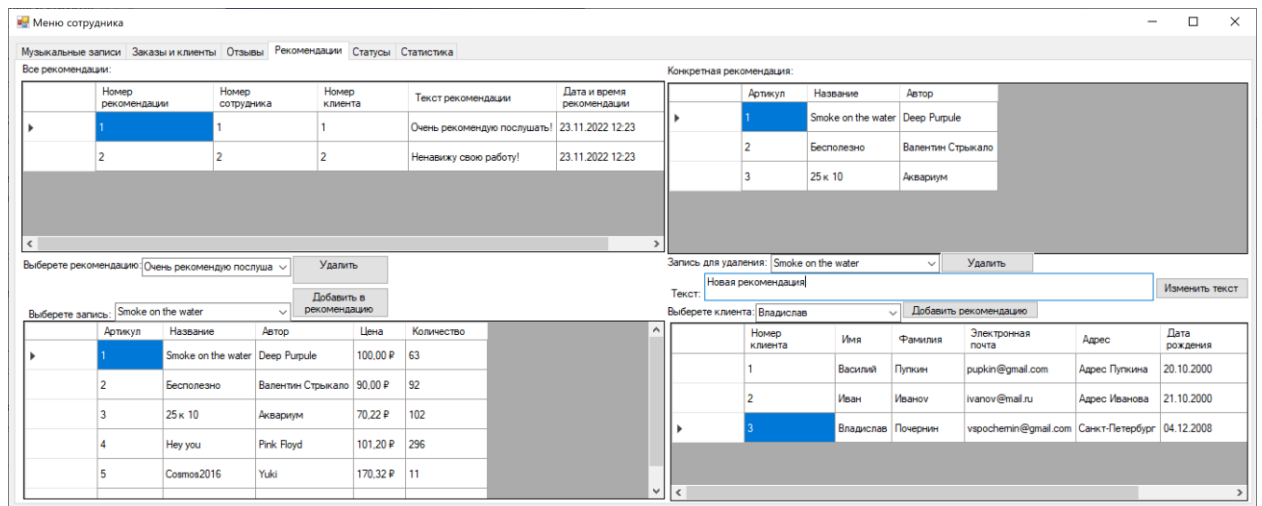 Меню сотрудника
Музыкальные записи Заказы и клиенты Отзывы Рекомендации Статусы Статистика
Все рекомендации:
Номер рекомендации Номер сотрудника Номер клиента Текст рекомендации Дата и время рекомендации
1 1 1 Очень рекомендую послушать! 23.11.2022 12:23
2 2 2 Ненавижу свою работу! 23.11.2022 12:23
Выберете рекомендацию: Очень рекомендую послуша Удалить
Добавить в рекомендацию
Выберете запись: Smoke on the water
Артикул Название Автор Цена Количество
1 Smoke on the water Deep Purpule 100,00 ₽ 63
2 Бесполезно Валентин Стрыкало 90,00 ₽ 92
3 25 к 10 Аквариум 70,22 ₽ 102
4 Hey you Pink Floyd 101,20 ₽ 296
5 Cosmos2016 Yuki 170,32 ₽ 11
Конкретная рекомендация:
Артикул Название Автор
1 Smoke on the water Deep Purpule
2 Бесполезно Валентин Стрыкало
3 25 к 10 Аквариум
Запись для удаления: Smoke on the water Удалить
Текст: Новая рекомендация Изменить текст
Выберете клиента: Владислав Добавить рекомендацию
Номер клиента Имя Фамилия Электронная почта Адрес Дата рождения
1 Василий Пупкин pupkin@gmail.com Адрес Пупкина 20.10.2000
2 Иван Иваноv ivanov@mail.ru Адрес Иванова 21.10.2000
3 Владислав Почернин vspochernin@gmail.com Санкт-Петербург 04.12.2008